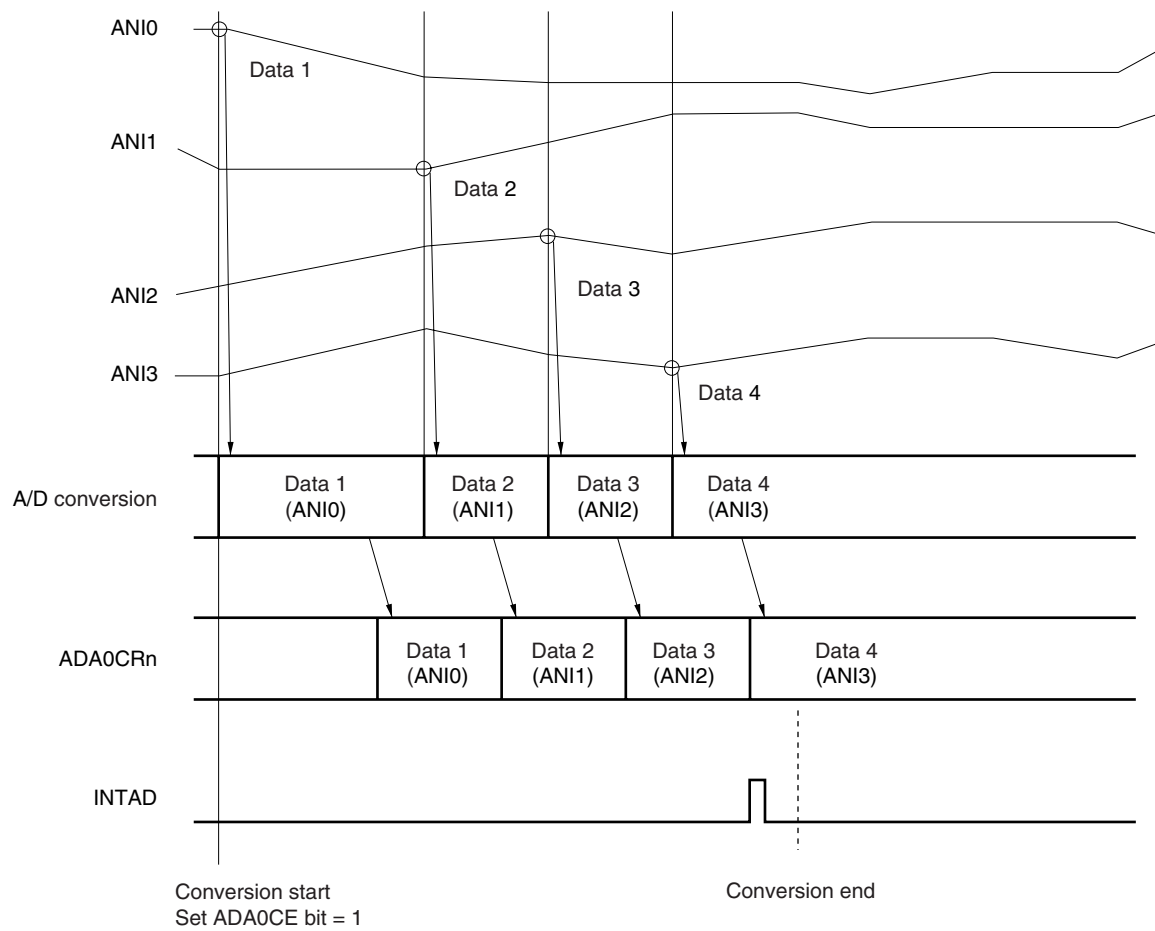 ANI0
Data 1
ANI1
Data 2
ANI2
Data 3
ANI3
Data 4
A/D conversion
Data 1
(ANI0)
Data 2
(ANI1)
Data 3
(ANI2)
Data 4
(ANI3)
ADA0CRn
Data 1
(ANI0)
Data 2
(ANI1)
Data 3
(ANI2)
Data 4
(ANI3)
INTAD
Conversion start
Set ADA0CE bit = 1
Conversion end